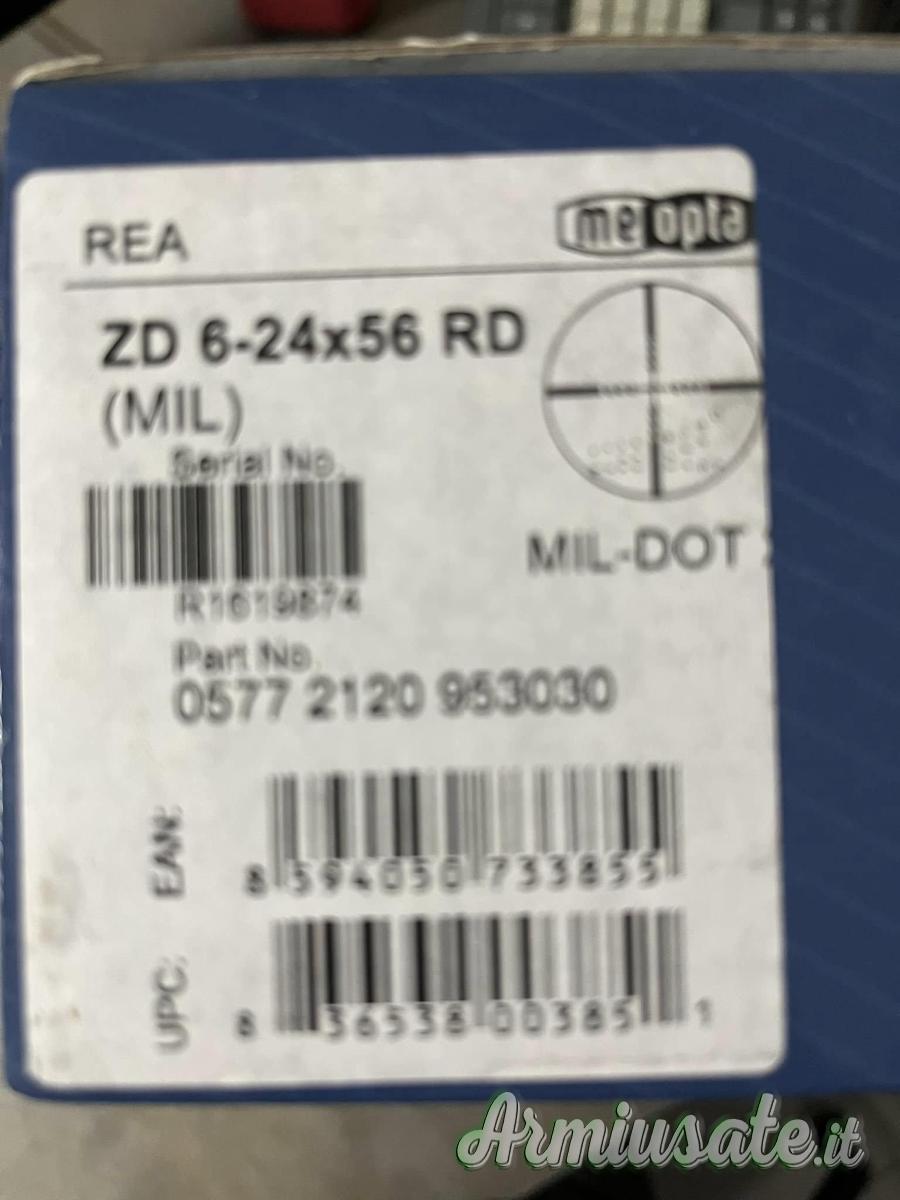 REA
meopta
ZD 6-24x56 RD
(MIL)
Serial No.
R1619874
MIL-DOT
Part No.
0577 2120 953030
EAN:
8 594050 733855
UPC:
8 36538 00385 1
Armiusate.it